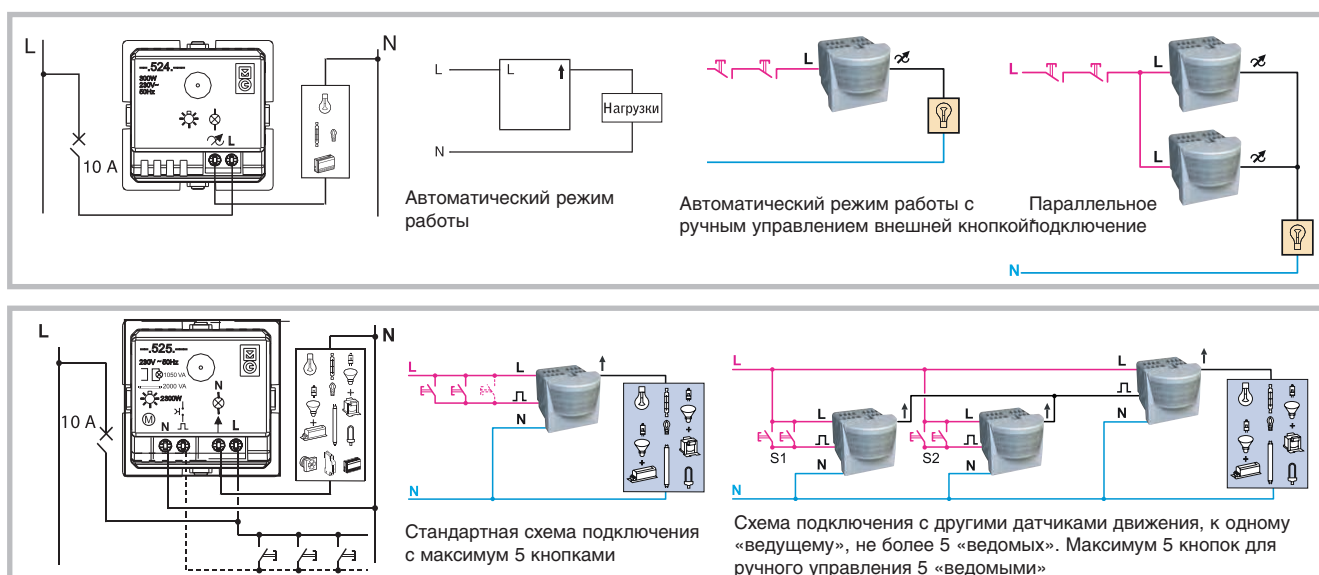 L
N
—.524.—
300W
230V~
50Hz
L
10 A
L
L
Нагрузки
N
Автоматический режим
работы
L
Автоматический режим работы с
ручным управлением внешней кнопкой*
L
L
L
N
Параллельное
подключение
L
N
—.525.—
230V ~50Hz
1050 VA
2000 VA
2300W
M
N
N
L
10 A
L
L
N
N
Стандартная схема подключения
с максимум 5 кнопками
L
L
N
S1
L
N
S2
L
N
N
Схема подключения с другими датчиками движения, к одному
«ведущему», не более 5 «ведомых». Максимум 5 кнопок для
ручного управления 5 «ведомыми»